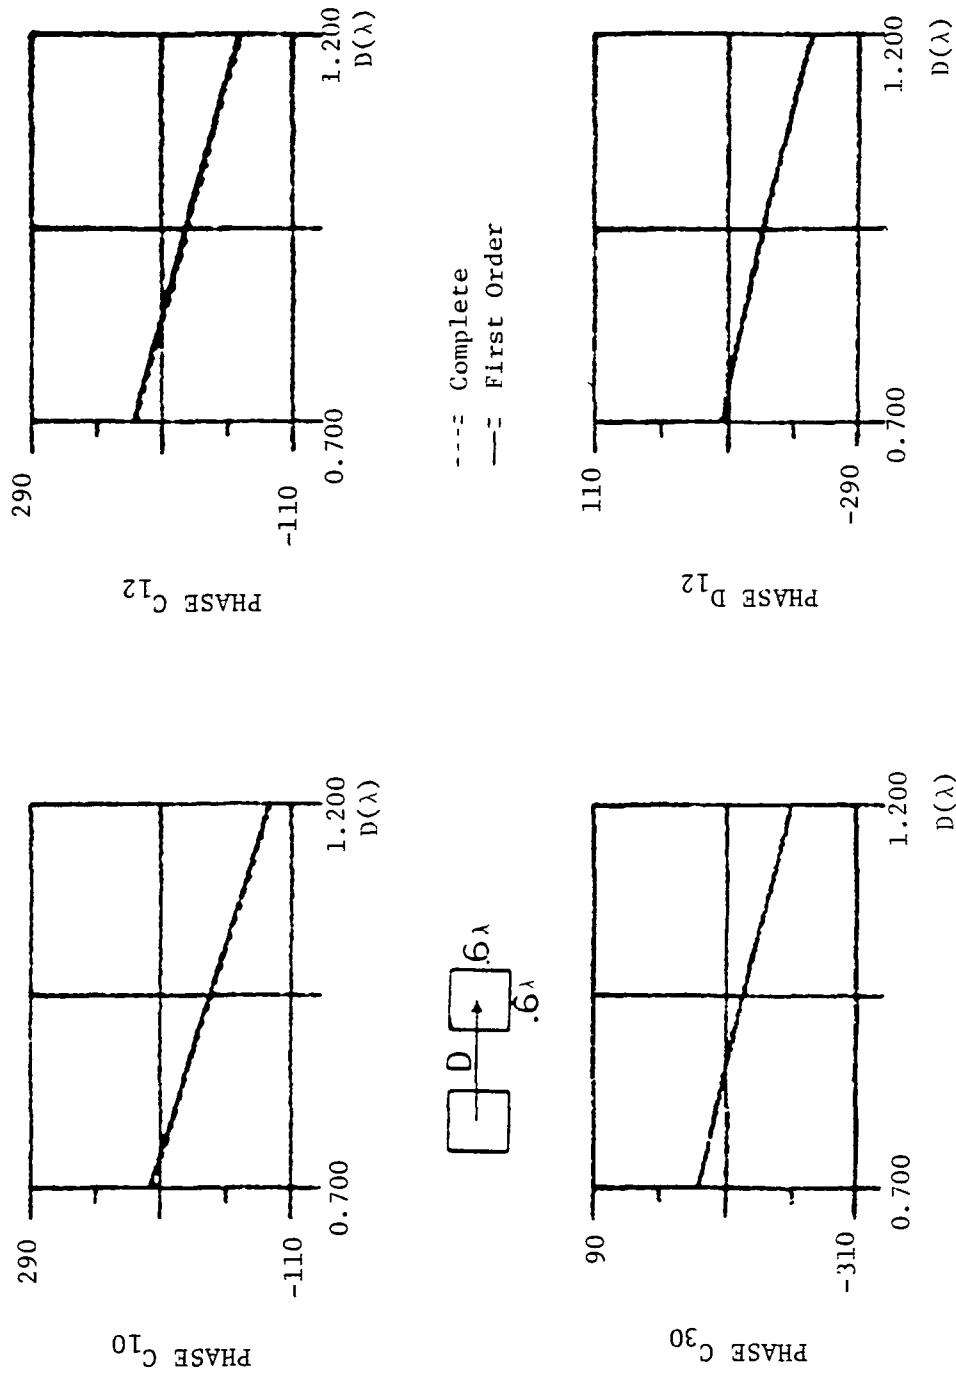 290
-110
0.700
1.200
D(λ)
PHASE C10
290
-110
0.700
1.200
D(λ)
PHASE C12
D
.6λ
.6λ
---= Complete
—= First Order
90
-310
0.700
1.200
D(λ)
PHASE C30
110
-290
0.700
1.200
D(λ)
PHASE D12